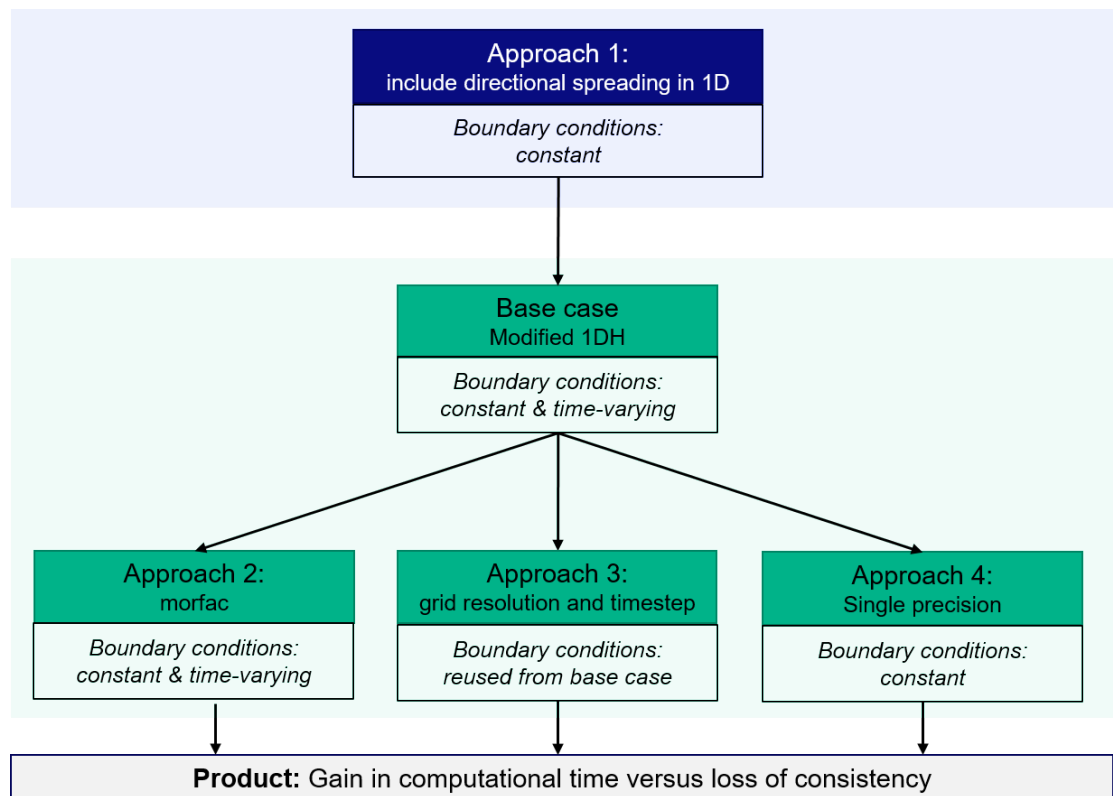 Approach 1:
include directional spreading in 1D
Boundary conditions:
constant
Base case
Modified 1DH
Boundary conditions:
constant & time-varying
Approach 2:
morfac
Boundary conditions:
constant & time-varying
Approach 3:
grid resolution and timestep
Boundary conditions:
reused from base case
Approach 4:
Single precision
Boundary conditions:
constant
Product: Gain in computational time versus loss of consistency